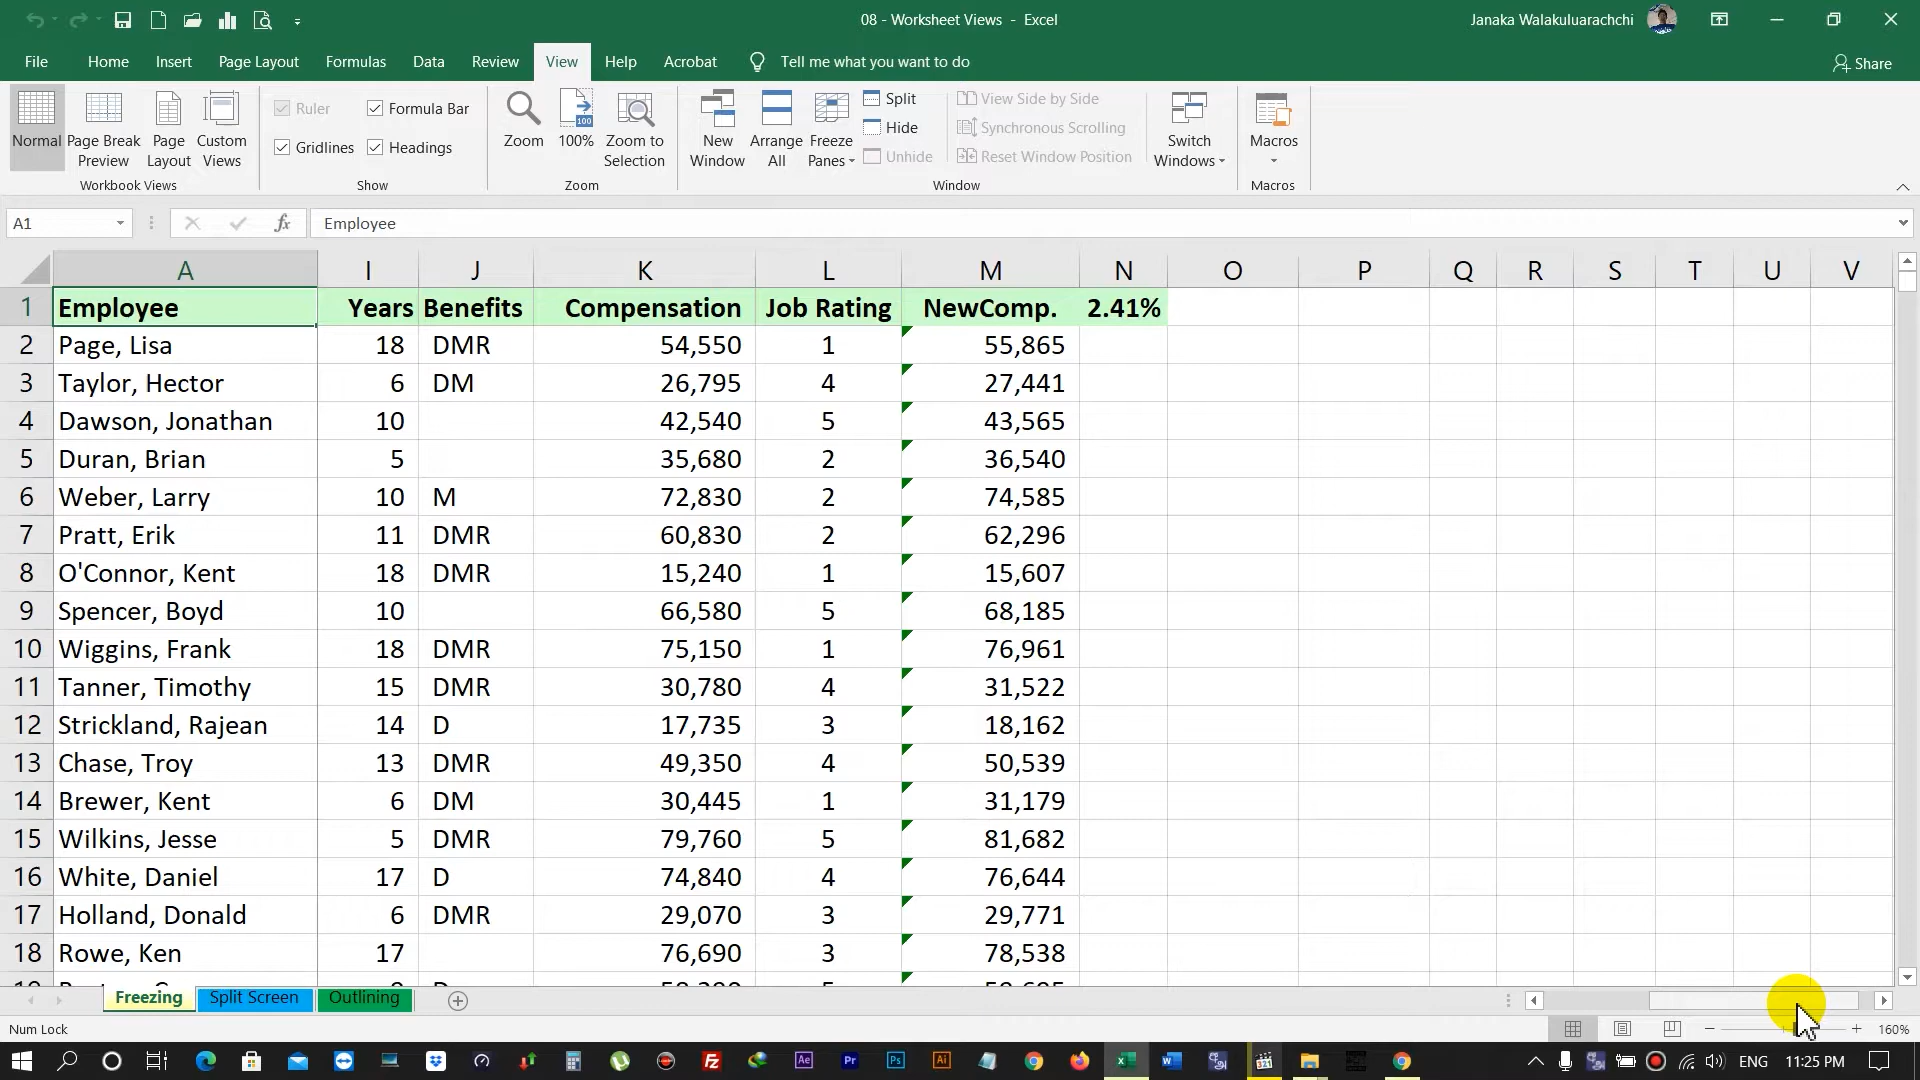 08 - Worksheet Views - Excel
Janaka Walakuluarachchi
File Home Insert Page Layout Formulas Data Review View Help Acrobat Tell me what you want to do Share
Normal Page Break Preview Page Layout Custom Views
Ruler Formula Bar
Gridlines Headings
Zoom 100% Zoom to Selection
New Window Arrange All Freeze Panes
Split
Hide
Unhide
View Side by Side
Synchronous Scrolling
Reset Window Position
Switch Windows
Macros
Workbook Views Show Zoom Window Macros
A1 fx Employee
A I J K L M N O P Q R S T U V
1 Employee Years Benefits Compensation Job Rating NewComp. 2.41%
2 Page, Lisa 18 DMR 54,550 1 55,865
3 Taylor, Hector 6 DM 26,795 4 27,441
4 Dawson, Jonathan 10 42,540 5 43,565
5 Duran, Brian 5 35,680 2 36,540
6 Weber, Larry 10 M 72,830 2 74,585
7 Pratt, Erik 11 DMR 60,830 2 62,296
8 O'Connor, Kent 18 DMR 15,240 1 15,607
9 Spencer, Boyd 10 66,580 5 68,185
10 Wiggins, Frank 18 DMR 75,150 1 76,961
11 Tanner, Timothy 15 DMR 30,780 4 31,522
12 Strickland, Rajean 14 D 17,735 3 18,162
13 Chase, Troy 13 DMR 49,350 4 50,539
14 Brewer, Kent 6 DM 30,445 1 31,179
15 Wilkins, Jesse 5 DMR 79,760 5 81,682
16 White, Daniel 17 D 74,840 4 76,644
17 Holland, Donald 6 DMR 29,070 3 29,771
18 Rowe, Ken 17 76,690 3 78,538
Freezing Split Screen Outlining
Num Lock 160%
ENG 11:25 PM